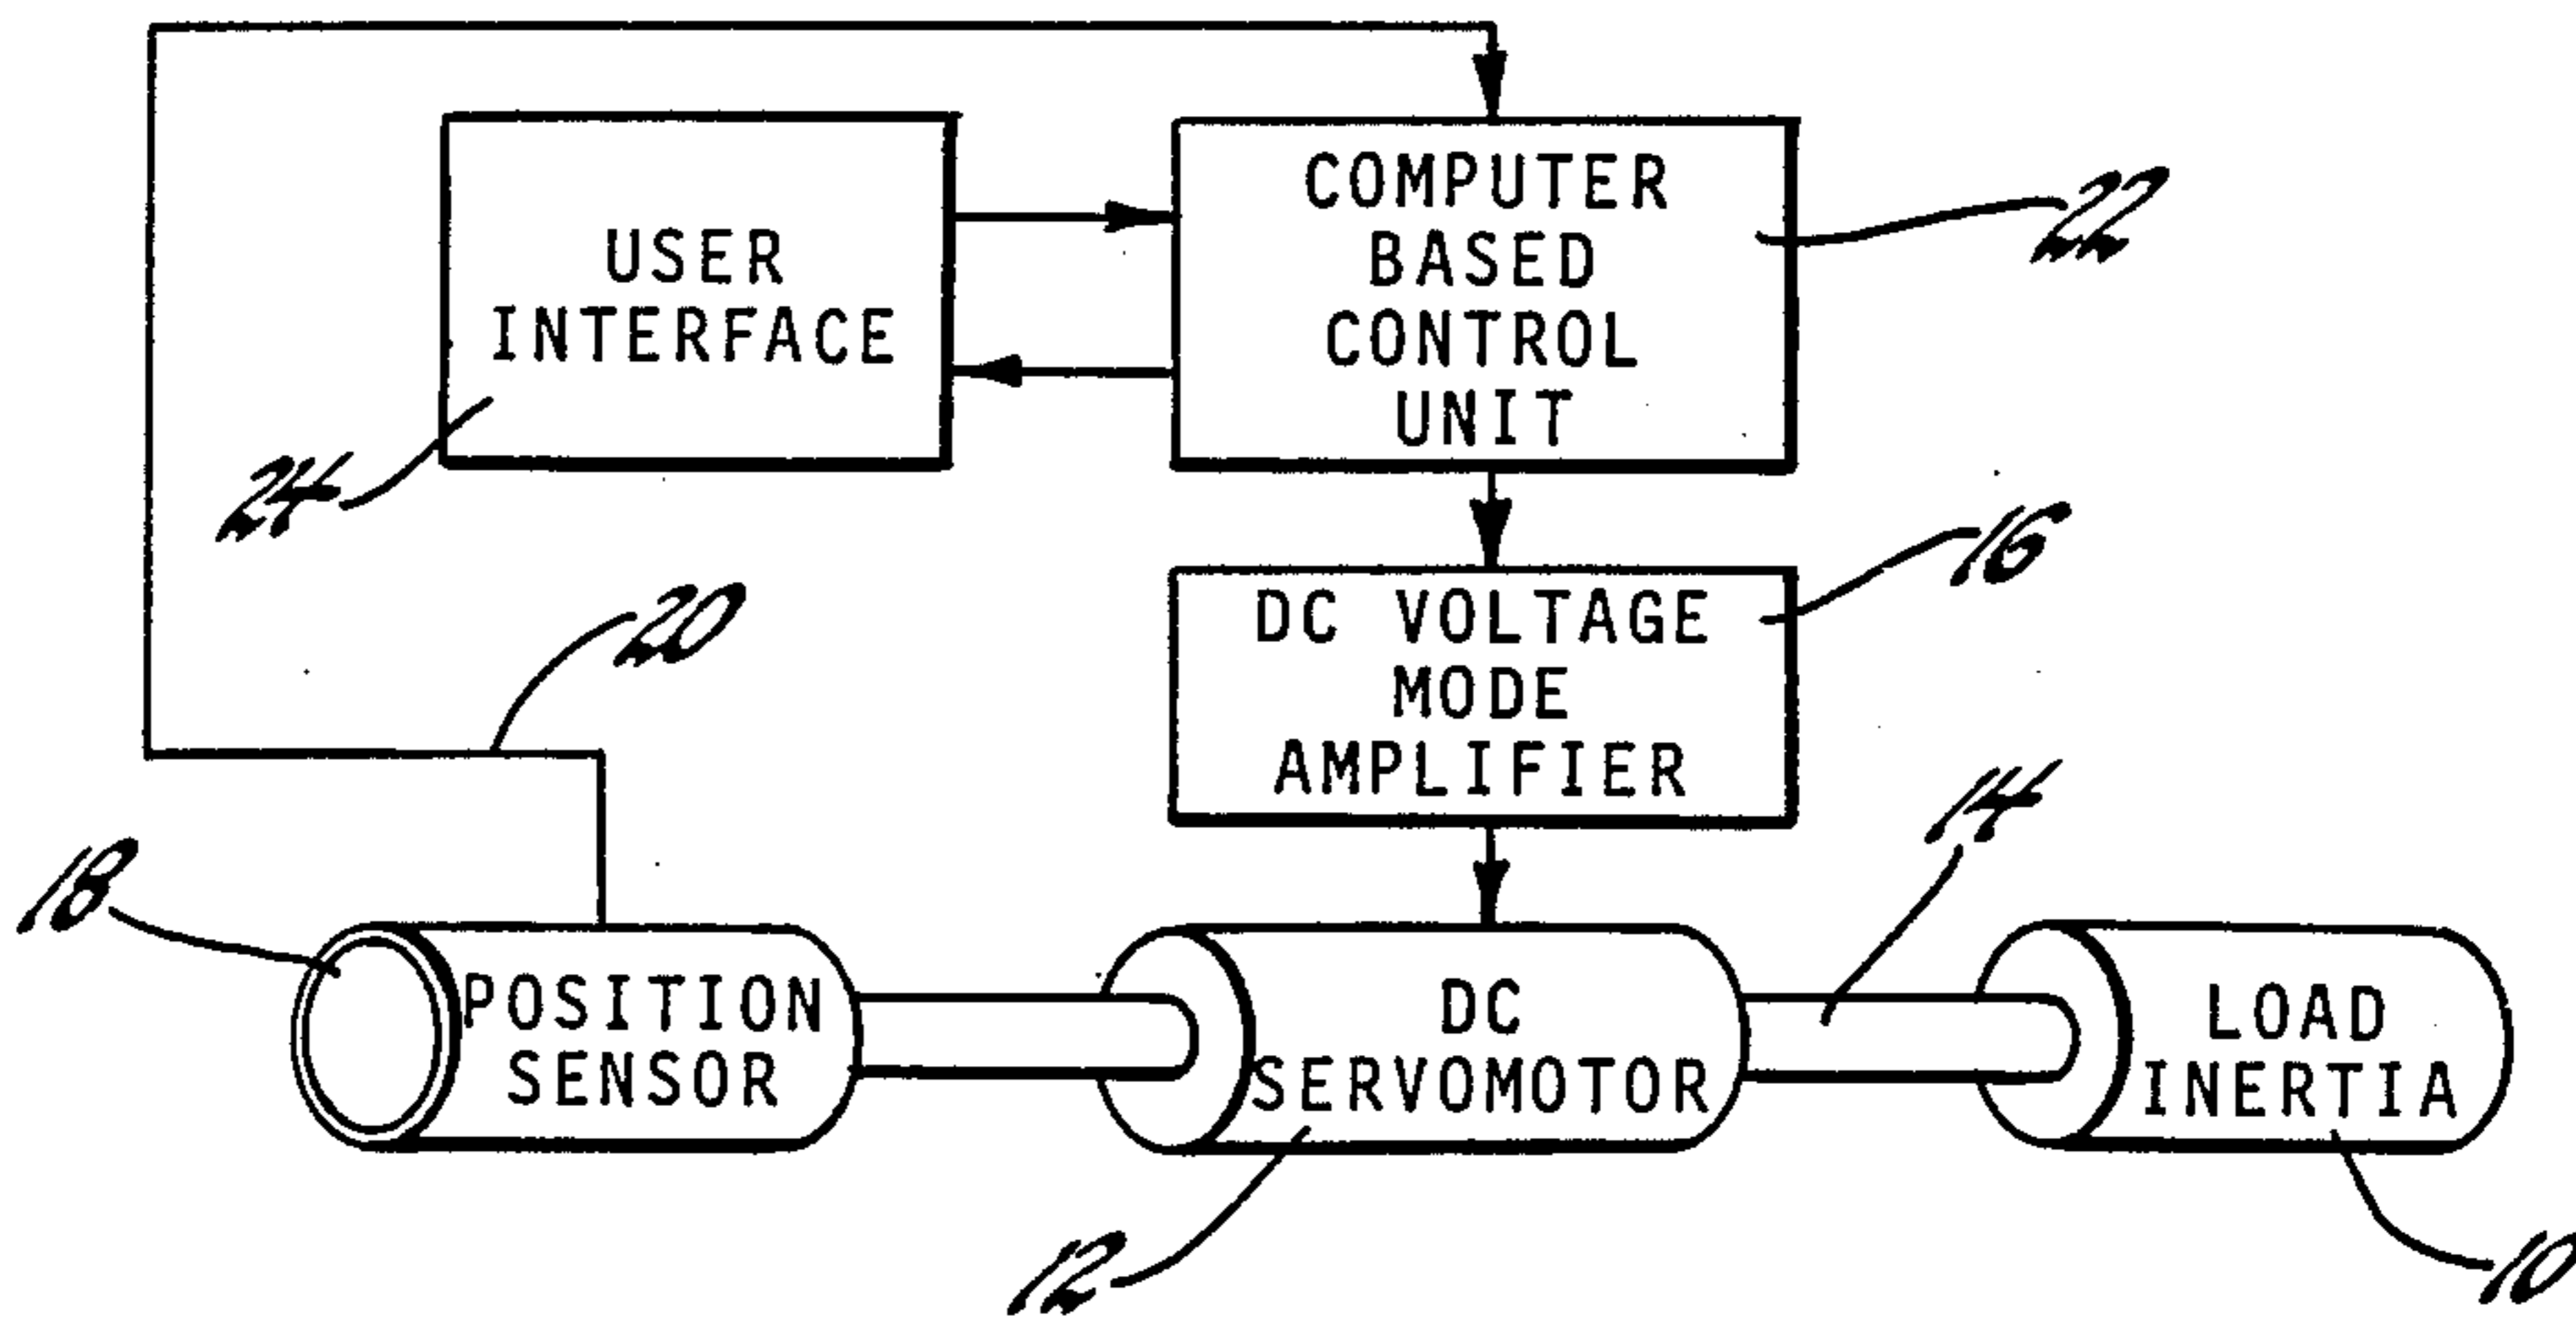 USER
INTERFACE
24
COMPUTER
BASED
CONTROL
UNIT
22
DC VOLTAGE
MODE
AMPLIFIER
16
20
18
POSITION
SENSOR
DC
SERVOMOTOR
12
14
LOAD
INERTIA
10